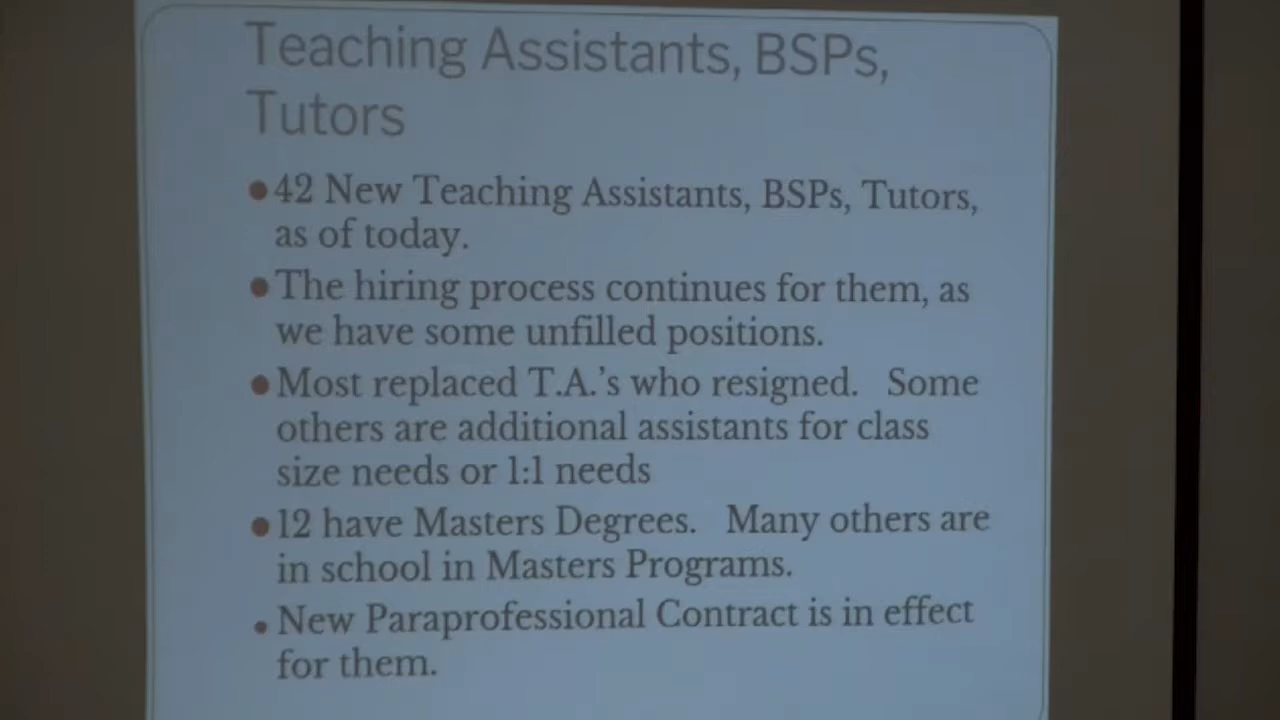 Teaching Assistants, BSPs,
Tutors
•42 New Teaching Assistants, BSPs, Tutors,
as of today.
•The hiring process continues for them, as
we have some unfilled positions.
•Most replaced T.A.'s who resigned.   Some
others are additional assistants for class
size needs or 1:1 needs
•12 have Masters Degrees.   Many others are
in school in Masters Programs.
•New Paraprofessional Contract is in effect
for them.